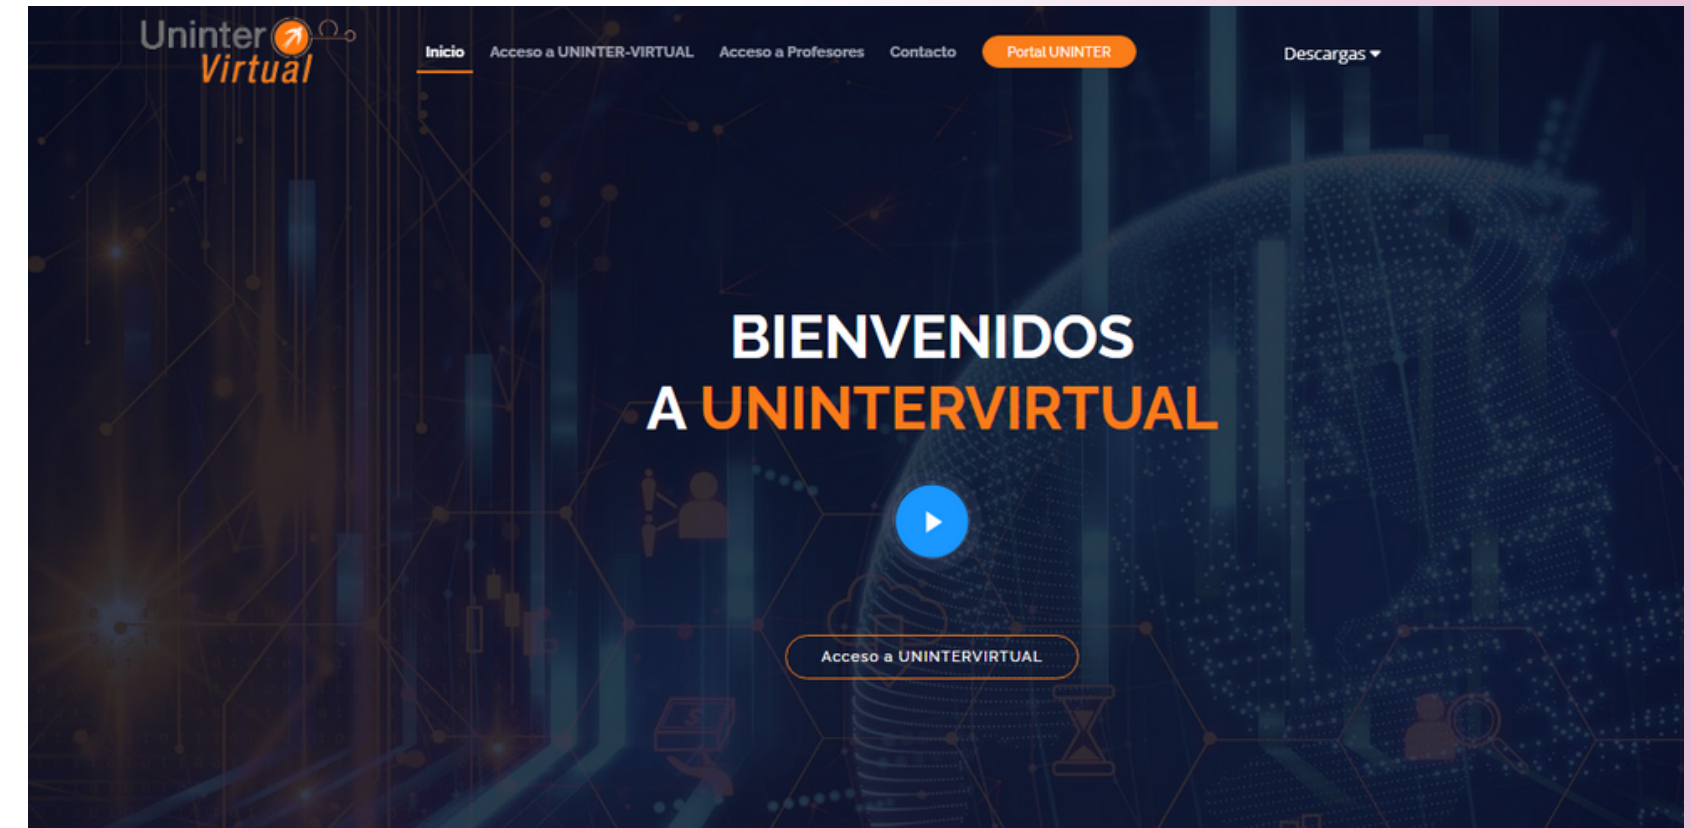 Uninter
Virtual
Inicio Acceso a UNINTER-VIRTUAL Acceso a Profesores Contacto Portal UNINTER Descargas
BIENVENIDOS
A UNINTERVIRTUAL
Acceso a UNINTERVIRTUAL